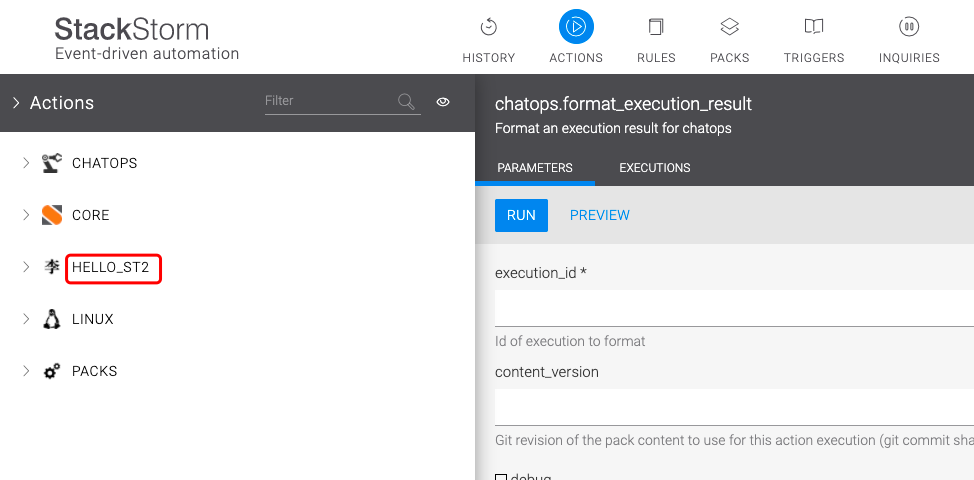 StackStorm
Event-driven automation
HISTORY
ACTIONS
RULES
PACKS
TRIGGERS
INQUIRIES
Actions
Filter
CHATOPS
CORE
李 HELLO_ST2
LINUX
PACKS
chatops.format_execution_result
Format an execution result for chatops
PARAMETERS
EXECUTIONS
RUN
PREVIEW
execution_id *
Id of execution to format
content_version
Git revision of the pack content to use for this action execution (git commit sha
debug